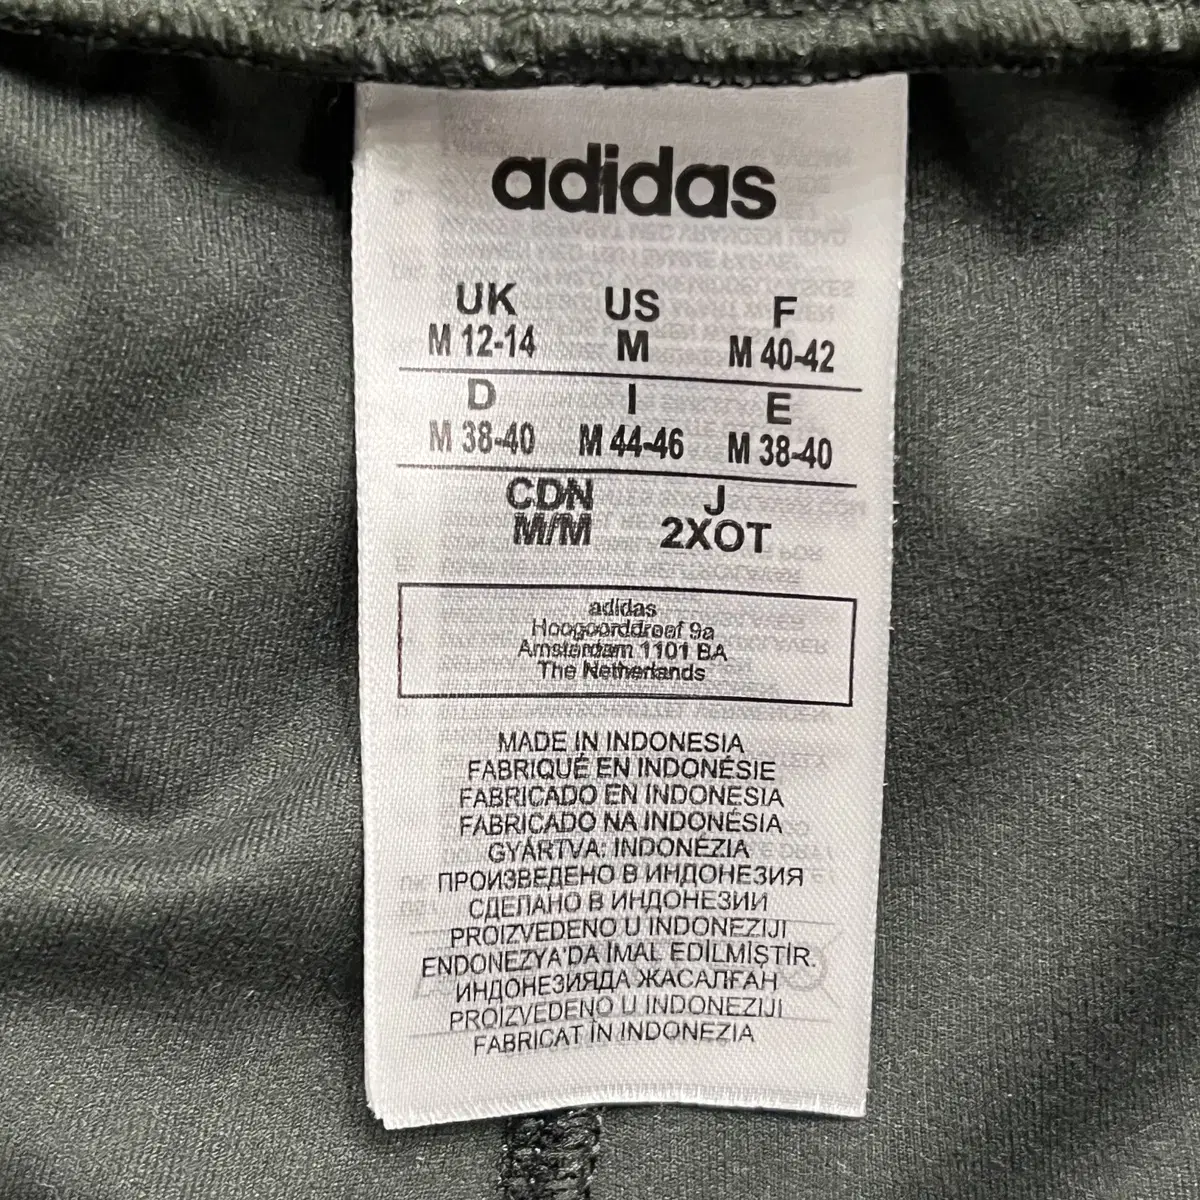 adidas
UK US F
M 12-14 M M 40-42
D I E
M 38-40 M 44-46 M 38-40
CDN J
M/M 2XOT
adidas
Hoogoorddreef 9a
Amsterdam 1101 BA
The Netherlands
MADE IN INDONESIA
FABRIQUÉ EN INDONÉSIE
FABRICADO EN INDONESIA
FABRICADO NA INDONÉSIA
GYÁRTVA: INDONÉZIA
ПРОИЗВЕДЕНО В ИНДОНЕЗИЯ
СДЕЛАНО В ИНДОНЕЗИИ
PROIZVEDENO U INDONEZIJI
ENDONEZYA'DA İMAL EDİLMİŞTİR.
ИНДОНЕЗИЯДА ЖАСАЛҒАН
PROIZVEDENO U INDONEZIJI
FABRICAT ÎN INDONEZIA